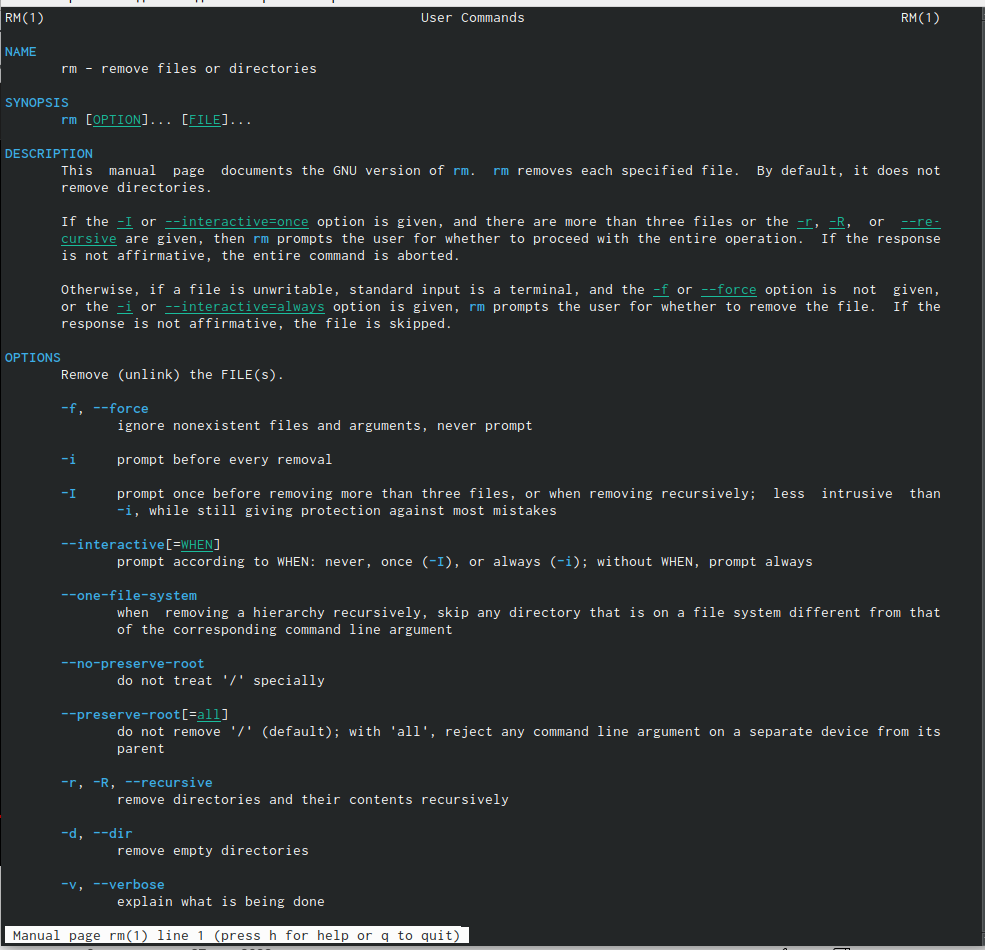 RM(1) User Commands RM(1)
NAME
rm - remove files or directories
SYNOPSIS
rm [OPTION]... [FILE]...
DESCRIPTION
This manual page documents the GNU version of rm. rm removes each specified file. By default, it does not
remove directories.
If the -I or --interactive=once option is given, and there are more than three files or the -r, -R, or --re-
cursive are given, then rm prompts the user for whether to proceed with the entire operation. If the response
is not affirmative, the entire command is aborted.
Otherwise, if a file is unwritable, standard input is a terminal, and the -f or --force option is not given,
or the -i or --interactive=always option is given, rm prompts the user for whether to remove the file. If the
response is not affirmative, the file is skipped.
OPTIONS
Remove (unlink) the FILE(s).
-f, --force
ignore nonexistent files and arguments, never prompt
-i prompt before every removal
-I prompt once before removing more than three files, or when removing recursively; less intrusive than
-i, while still giving protection against most mistakes
--interactive[=WHEN]
prompt according to WHEN: never, once (-I), or always (-i); without WHEN, prompt always
--one-file-system
when removing a hierarchy recursively, skip any directory that is on a file system different from that
of the corresponding command line argument
--no-preserve-root
do not treat '/' specially
--preserve-root[=all]
do not remove '/' (default); with 'all', reject any command line argument on a separate device from its
parent
-r, -R, --recursive
remove directories and their contents recursively
-d, --dir
remove empty directories
-v, --verbose
explain what is being done
Manual page rm(1) line 1 (press h for help or q to quit)